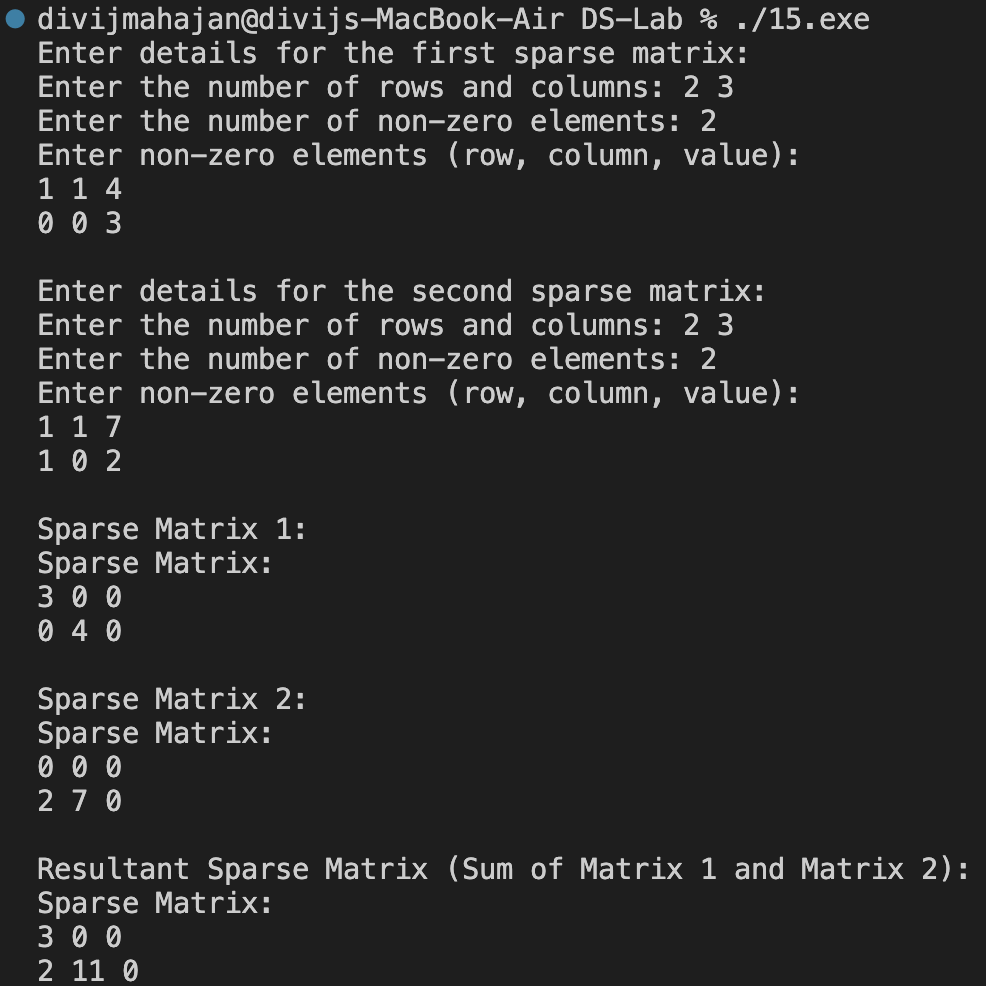 divijmahajan@divijs-MacBook-Air DS-Lab % ./15.exe
Enter details for the first sparse matrix:
Enter the number of rows and columns: 2 3
Enter the number of non-zero elements: 2
Enter non-zero elements (row, column, value):
1 1 4
0 0 3
Enter details for the second sparse matrix:
Enter the number of rows and columns: 2 3
Enter the number of non-zero elements: 2
Enter non-zero elements (row, column, value):
1 1 7
1 0 2
Sparse Matrix 1:
Sparse Matrix:
3 0 0
0 4 0
Sparse Matrix 2:
Sparse Matrix:
0 0 0
2 7 0
Resultant Sparse Matrix (Sum of Matrix 1 and Matrix 2):
Sparse Matrix:
3 0 0
2 11 0